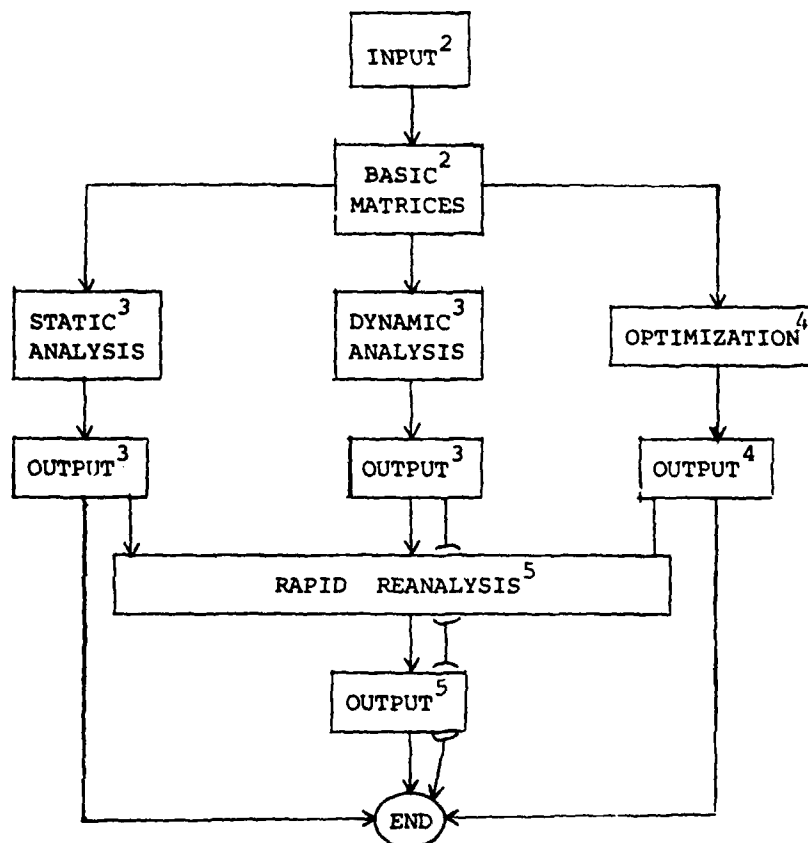 INPUT²
BASIC²
MATRICES
STATIC³
ANALYSIS
DYNAMIC³
ANALYSIS
OPTIMIZATION⁴
OUTPUT³
OUTPUT³
OUTPUT⁴
RAPID REANALYSIS⁵
OUTPUT⁵
END